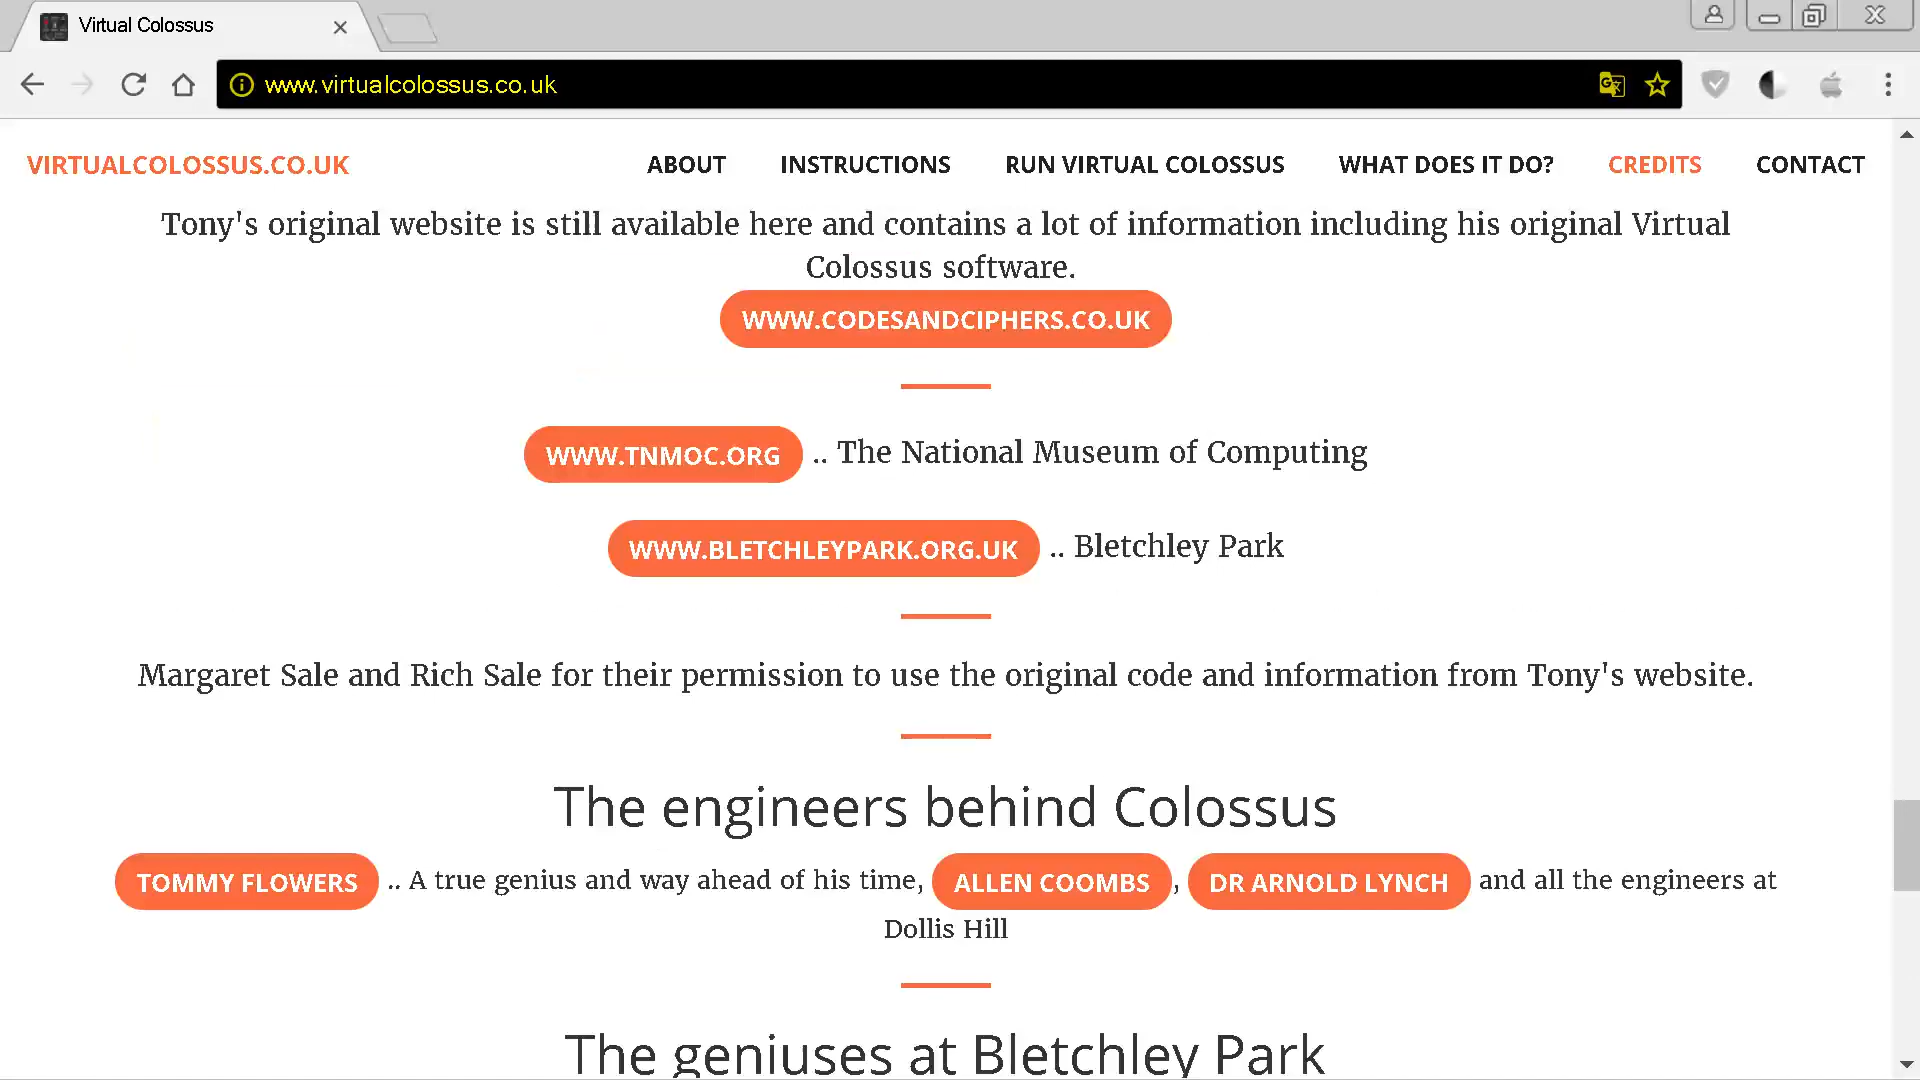 Virtual Colossus
www.virtualcolossus.co.uk
VIRTUALCOLOSSUS.CO.UK ABOUT INSTRUCTIONS RUN VIRTUAL COLOSSUS WHAT DOES IT DO? CREDITS CONTACT
Tony's original website is still available here and contains a lot of information including his original Virtual
Colossus software.
WWW.CODESANDCIPHERS.CO.UK
WWW.TNMOC.ORG .. The National Museum of Computing
WWW.BLETCHLEYPARK.ORG.UK .. Bletchley Park
Margaret Sale and Rich Sale for their permission to use the original code and information from Tony's website.
The engineers behind Colossus
TOMMY FLOWERS .. A true genius and way ahead of his time, ALLEN COOMBS , DR ARNOLD LYNCH and all the engineers at
Dollis Hill
The geniuses at Bletchley Park